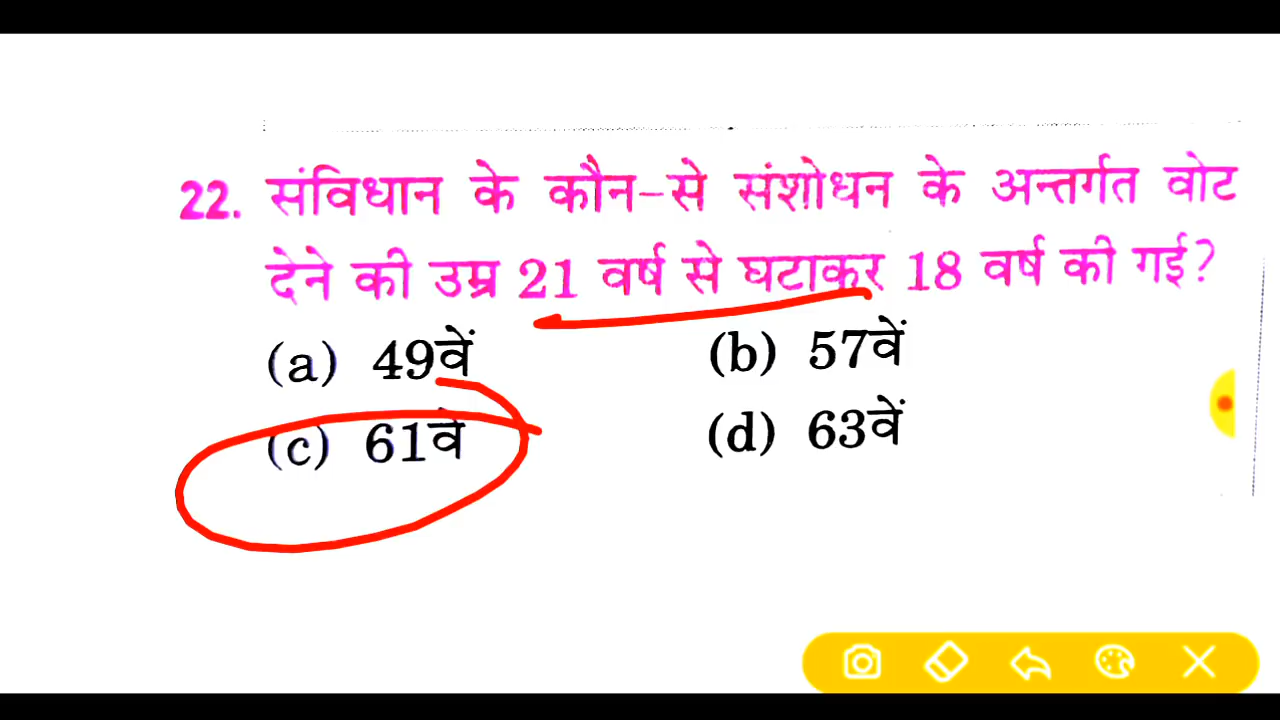 22. संविधान के कौन-से संशोधन के अन्तर्गत वोट
देने की उम्र 21 वर्ष से घटाकर 18 वर्ष की गई?
(a) 49वें (b) 57वें
(c) 61वें (d) 63वें